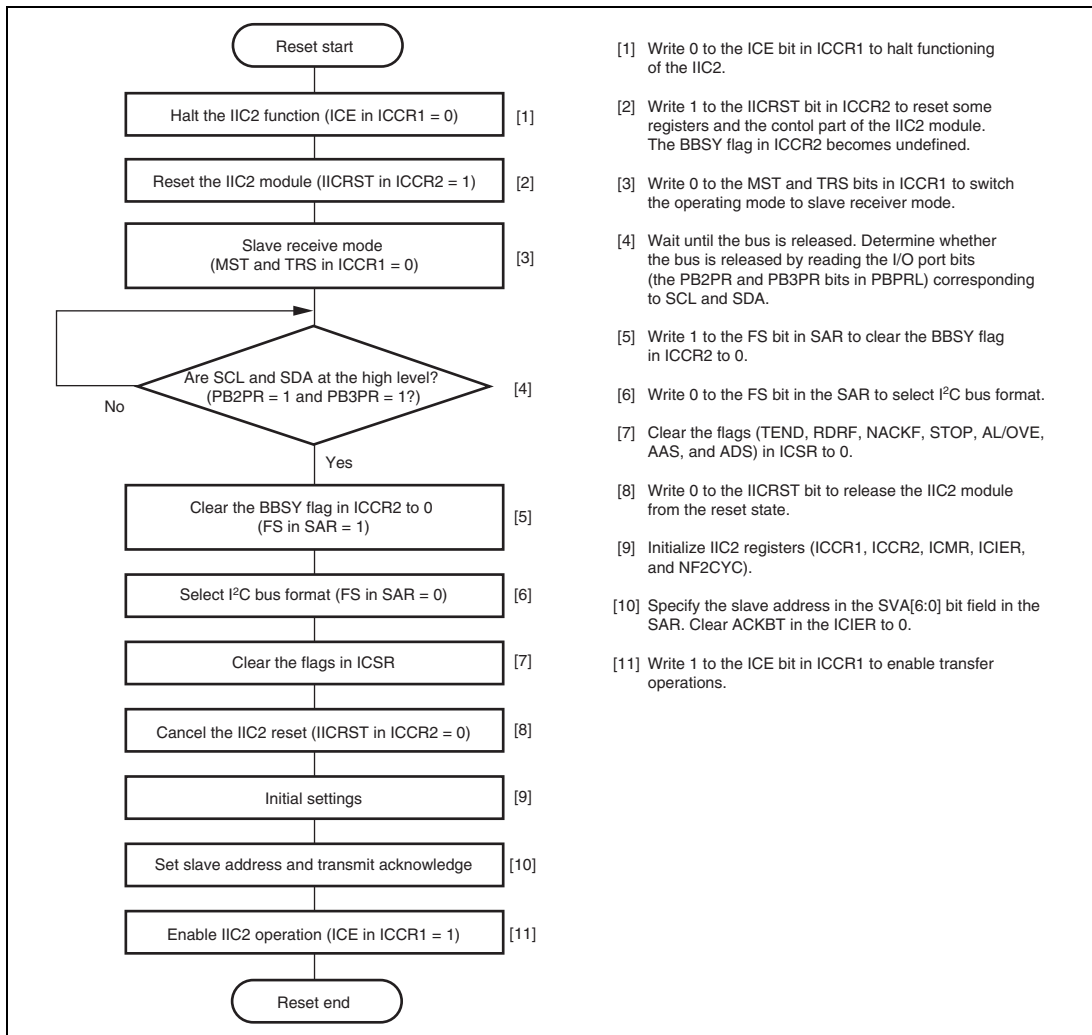 Reset start
Halt the IIC2 function (ICE in ICCR1 = 0)
[1]
Reset the IIC2 module (IICRST in ICCR2 = 1)
[2]
Slave receive mode
(MST and TRS in ICCR1 = 0)
[3]
Are SCL and SDA at the high level?
(PB2PR = 1 and PB3PR = 1?)
[4]
No
Yes
Clear the BBSY flag in ICCR2 to 0
(FS in SAR = 1)
[5]
Select I²C bus format (FS in SAR = 0)
[6]
Clear the flags in ICSR
[7]
Cancel the IIC2 reset (IICRST in ICCR2 = 0)
[8]
Initial settings
[9]
Set slave address and transmit acknowledge
[10]
Enable IIC2 operation (ICE in ICCR1 = 1)
[11]
Reset end
[1] Write 0 to the ICE bit in ICCR1 to halt functioning
of the IIC2.
[2] Write 1 to the IICRST bit in ICCR2 to reset some
registers and the contol part of the IIC2 module.
The BBSY flag in ICCR2 becomes undefined.
[3] Write 0 to the MST and TRS bits in ICCR1 to switch
the operating mode to slave receiver mode.
[4] Wait until the bus is released. Determine whether
the bus is released by reading the I/O port bits
(the PB2PR and PB3PR bits in PBPRL) corresponding
to SCL and SDA.
[5] Write 1 to the FS bit in SAR to clear the BBSY flag
in ICCR2 to 0.
[6] Write 0 to the FS bit in the SAR to select I²C bus format.
[7] Clear the flags (TEND, RDRF, NACKF, STOP, AL/OVE,
AAS, and ADS) in ICSR to 0.
[8] Write 0 to the IICRST bit to release the IIC2 module
from the reset state.
[9] Initialize IIC2 registers (ICCR1, ICCR2, ICMR, ICIER,
and NF2CYC).
[10] Specify the slave address in the SVA[6:0] bit field in the
SAR. Clear ACKBT in the ICIER to 0.
[11] Write 1 to the ICE bit in ICCR1 to enable transfer
operations.